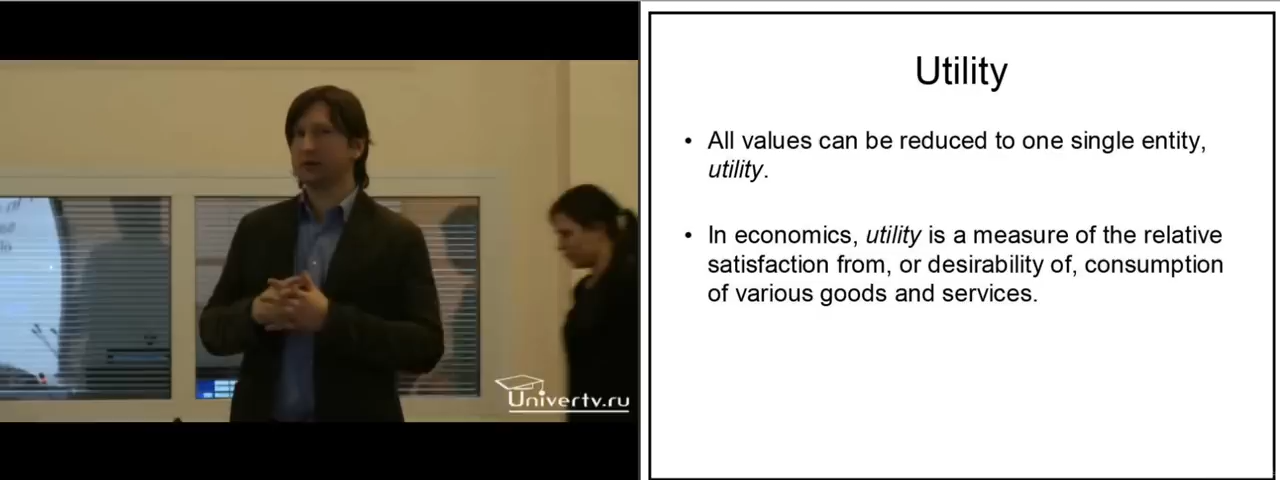 Utility
• All values can be reduced to one single entity,
utility.
• In economics, utility is a measure of the relative
satisfaction from, or desirability of, consumption
of various goods and services.
Univertv.ru